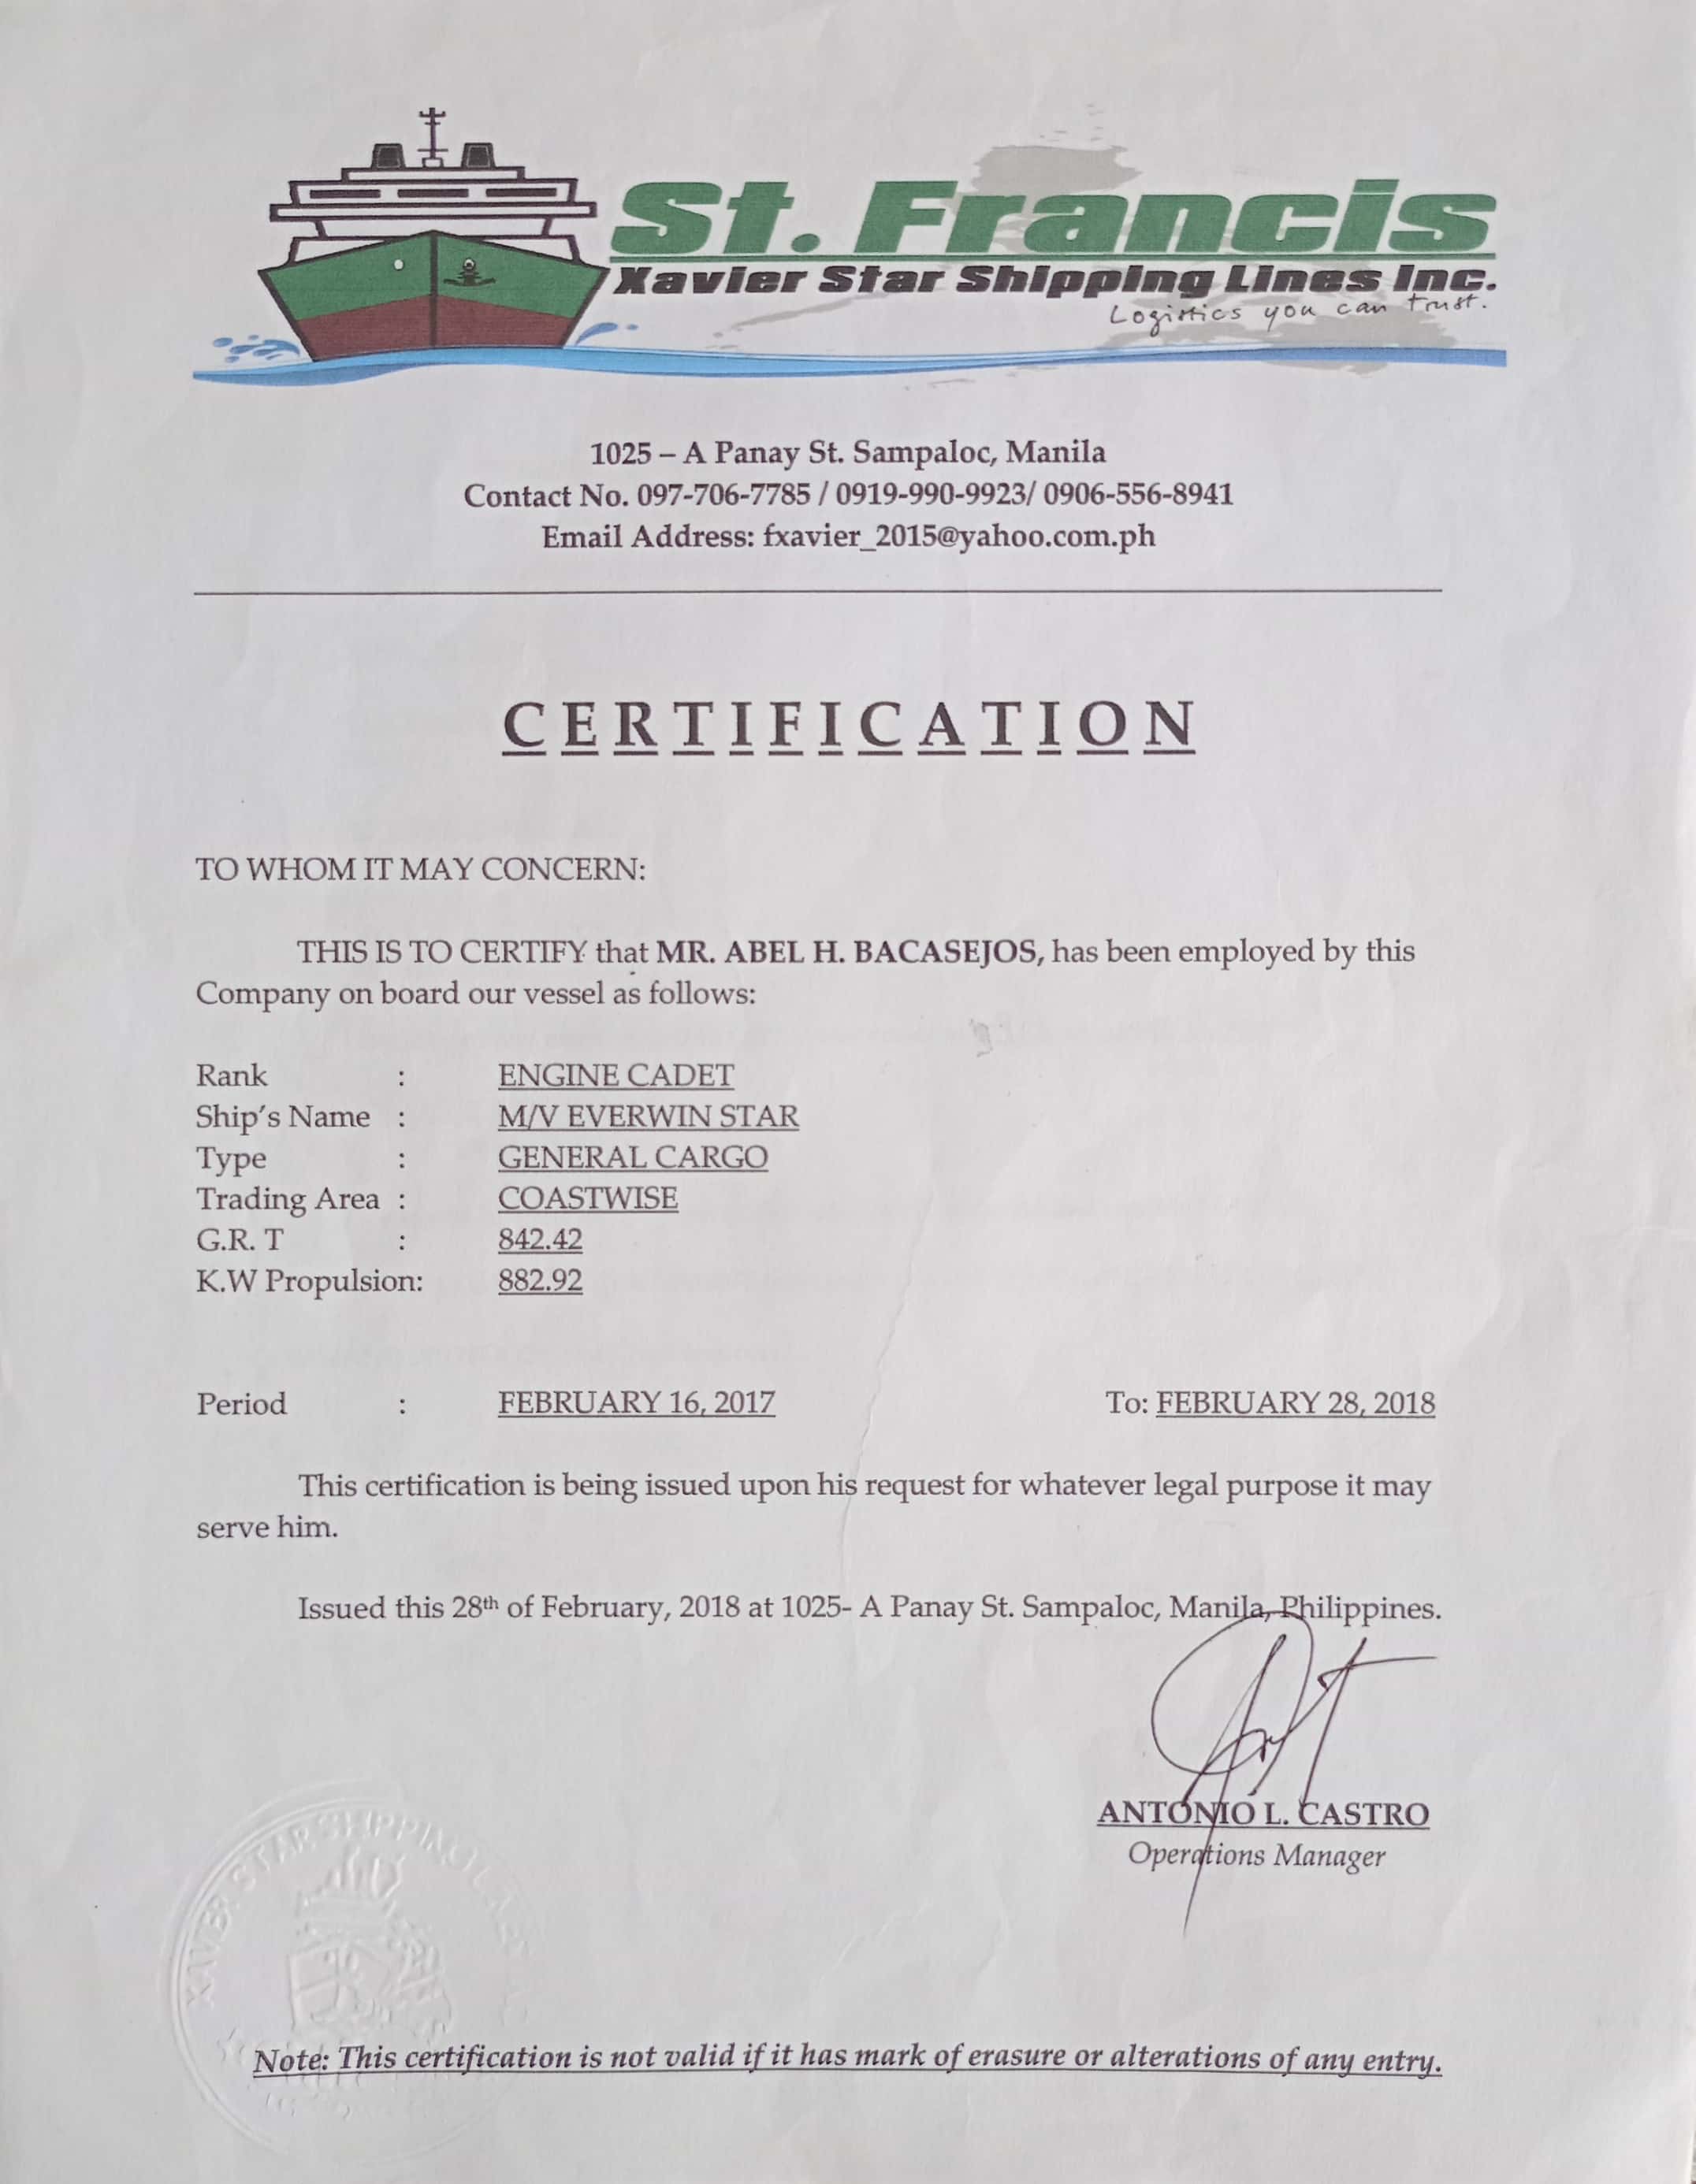 St. Francis
Xavier Star Shipping Lines Inc.
Logistics you can trust.
1025 – A Panay St. Sampaloc, Manila
Contact No. 097-706-7785 / 0919-990-9923/ 0906-556-8941
Email Address: fxavier_2015@yahoo.com.ph
CERTIFICATION
TO WHOM IT MAY CONCERN:
THIS IS TO CERTIFY that MR. ABEL H. BACASEJOS, has been employed by this
Company on board our vessel as follows:
Rank : ENGINE CADET
Ship's Name : M/V EVERWIN STAR
Type : GENERAL CARGO
Trading Area : COASTWISE
G.R. T : 842.42
K.W Propulsion: 882.92
Period : FEBRUARY 16, 2017 To: FEBRUARY 28, 2018
This certification is being issued upon his request for whatever legal purpose it may
serve him.
Issued this 28th of February, 2018 at 1025- A Panay St. Sampaloc, Manila, Philippines.
ANTONIO L. CASTRO
Operations Manager
XAVIER STAR SHIPPING
Note: This certification is not valid if it has mark of erasure or alterations of any entry.